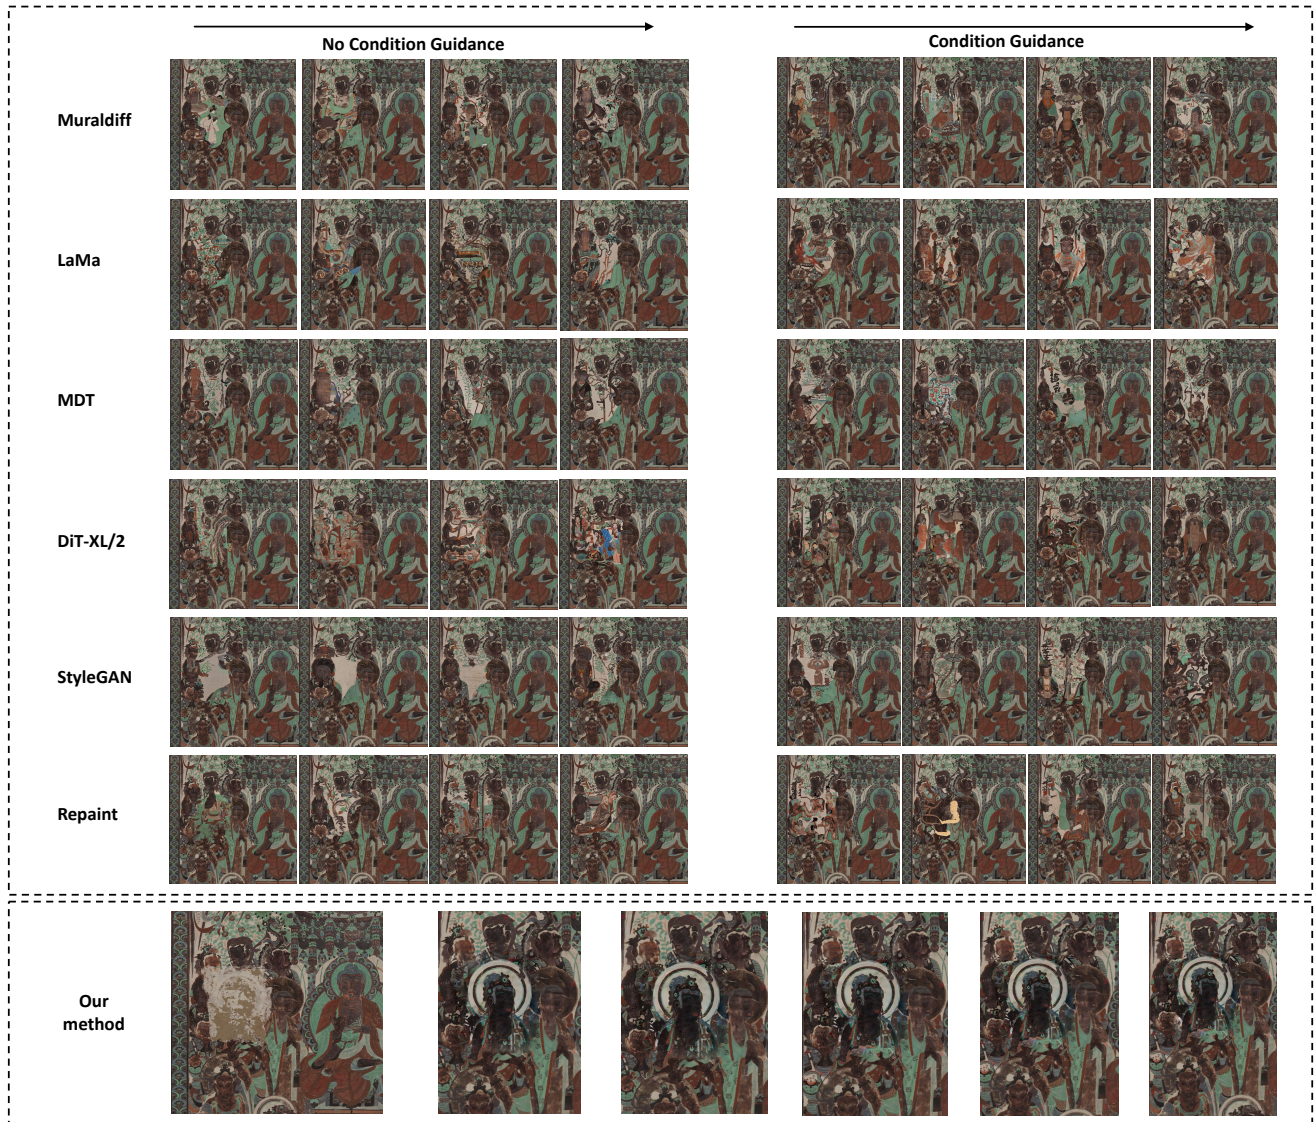 No Condition Guidance
Condition Guidance
Muraldiff
LaMa
MDT
DiT-XL/2
StyleGAN
Repaint
Our
method